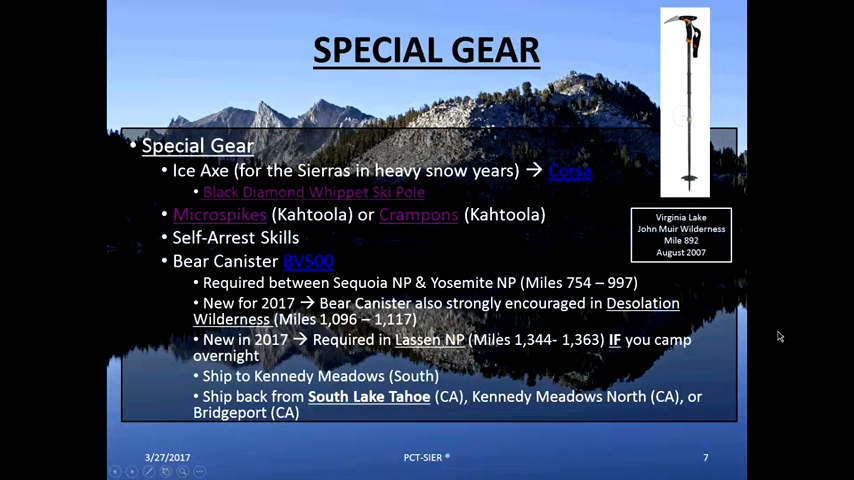 SPECIAL GEAR
• Special Gear
• Ice Axe (for the Sierras in heavy snow years) → Corsa
• Black Diamond Whippet Ski Pole
• Microspikes (Kahtoola) or Crampons (Kahtoola)
• Self-Arrest Skills
• Bear Canister BV500
• Required between Sequoia NP & Yosemite NP (Miles 754 – 997)
• New for 2017 → Bear Canister also strongly encouraged in Desolation
Wilderness (Miles 1,096 – 1,117)
• New in 2017 → Required in Lassen NP (Miles 1,344- 1,363) IF you camp
overnight
• Ship to Kennedy Meadows (South)
• Ship back from South Lake Tahoe (CA), Kennedy Meadows North (CA), or
Bridgeport (CA)
Virginia Lake
John Muir Wilderness
Mile 892
August 2007
3/27/2017
PCT-SIER ®
7